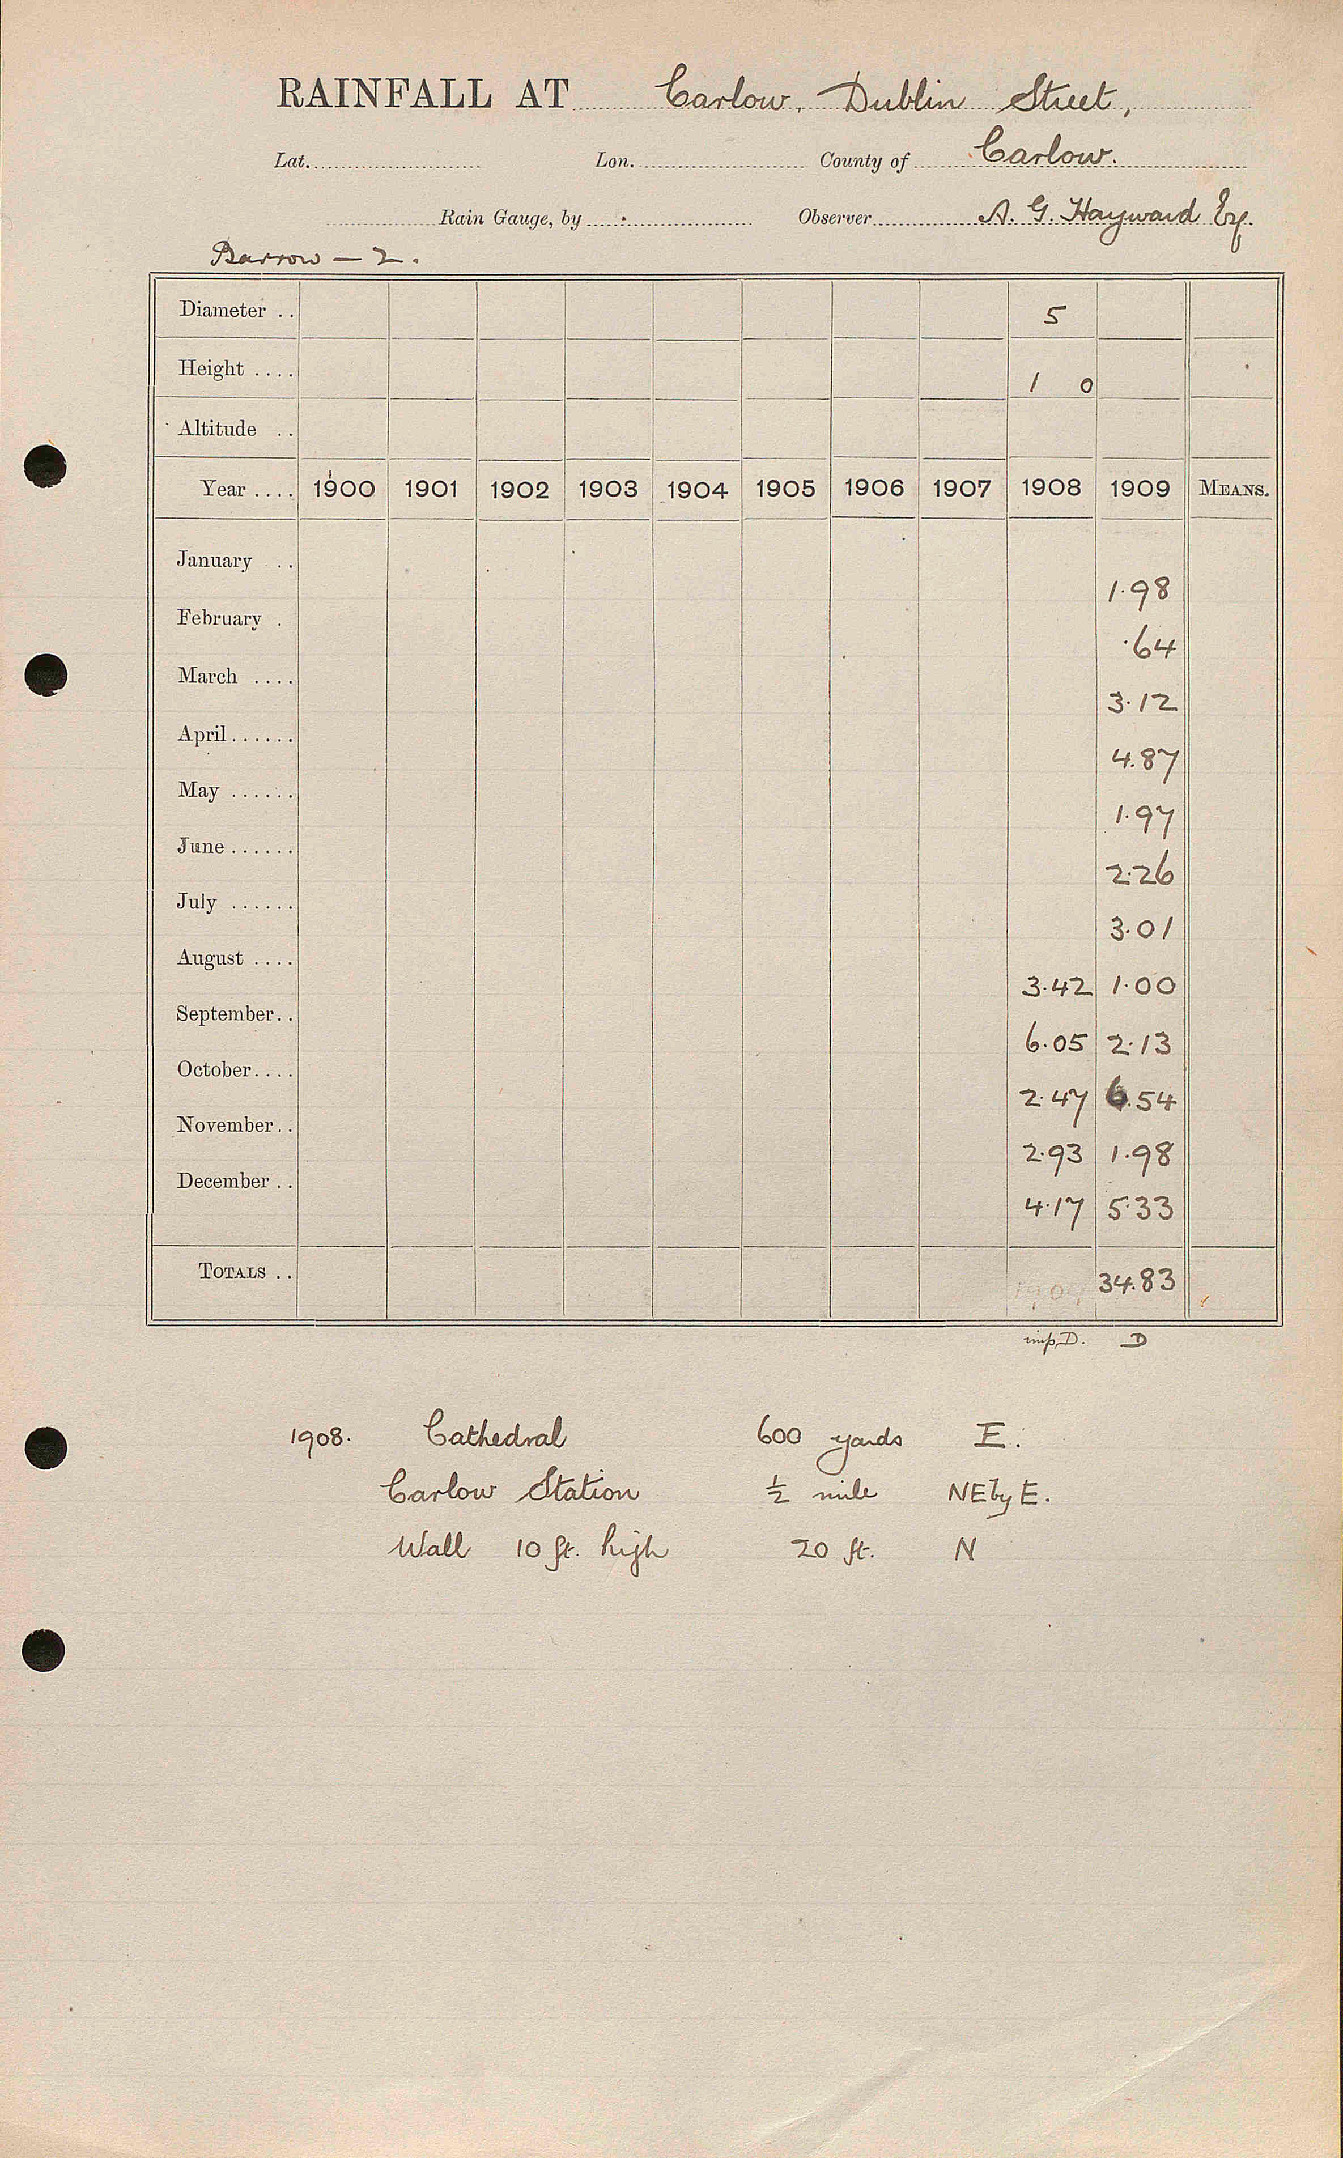 RAINFALL AT Carlow, Dublin Street,
Lat. Lon. County of Carlow.
Rain Gauge, by Observer A. G. Hayward Esq.
Barrow — 2.
Diameter .. 5
Height .... 1 0
Altitude ..
Year .... 1900 1901 1902 1903 1904 1905 1906 1907 1908 1909 MEANS.
January .. 1.98
February . .64
March .... 3.12
April ...... 4.87
May ...... 1.97
June ...... 2.26
July ...... 3.01
August .... 3.42 1.00
September.. 6.05 2.13
October.... 2.47 6.54
November.. 2.93 1.98
December .. 4.17 5.33
TOTALS .. 34.83
imp. D. D
1908. Cathedral 600 yards E.
Carlow Station ½ mile NE by E.
Wall 10 ft. high 20 ft. N